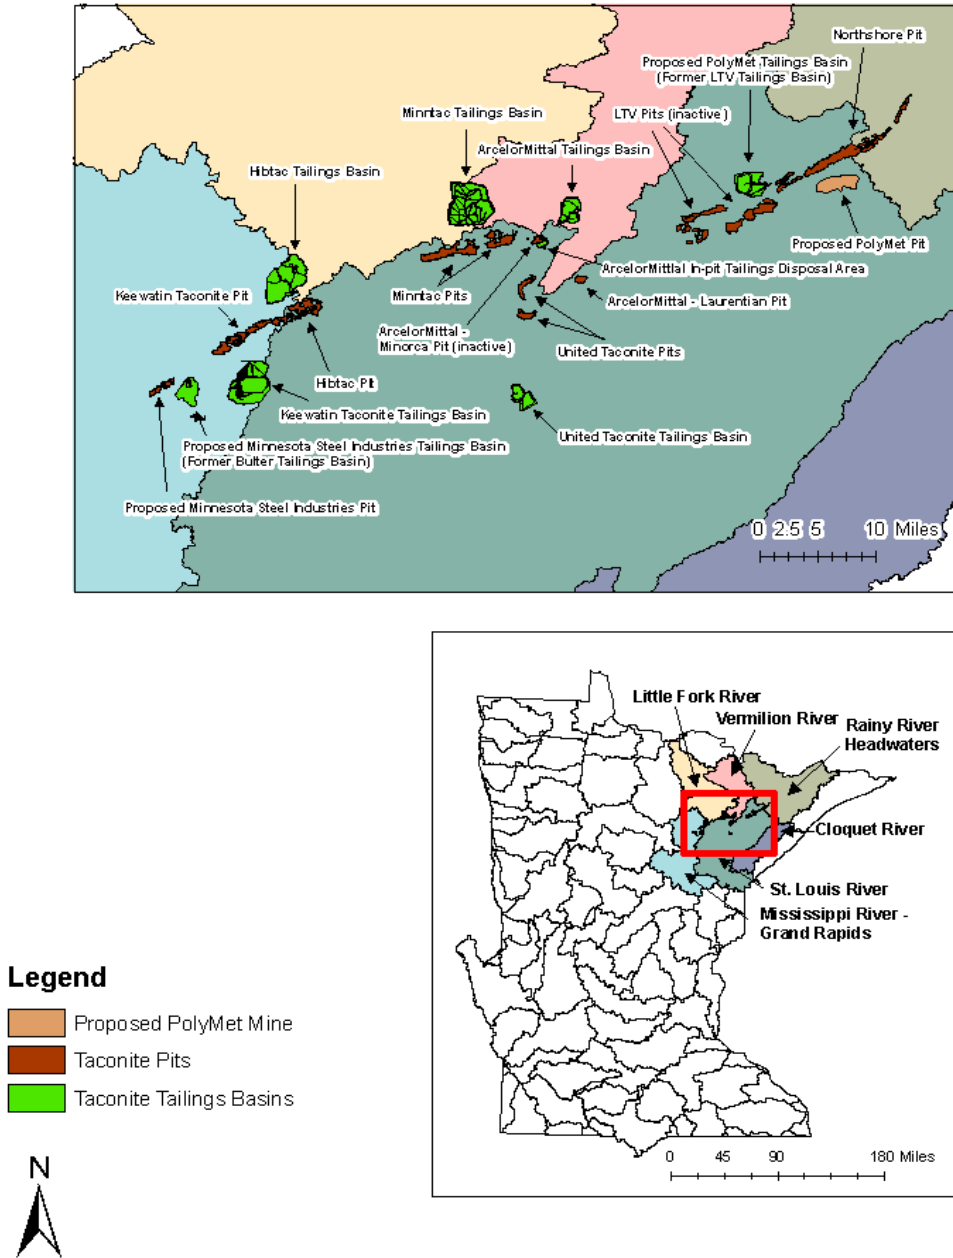 Northshore Pit
Proposed PolyMet Tailings Basin
(Former LTV Tailings Basin)
Minntac Tailings Basin
LTV Pits (inactive)
ArcelorMittal Tailings Basin
Hibtac Tailings Basin
Proposed PolyMet Pit
ArcelorMittlal In-pit Tailings Disposal Area
Keewatin Taconite Pit
Minntac Pits
ArcelorMittal - Laurentian Pit
ArcelorMittal -
Minorca Pit (inactive)
United Taconite Pits
Hibtac Pit
Keewatin Taconite Tailings Basin
United Taconite Tailings Basin
Proposed Minnesota Steel Industries Tailings Basin
(Former Butler Tailings Basin)
Proposed Minnesota Steel Industries Pit
0 2.5 5 10 Miles
Little Fork River
Vermilion River
Rainy River
Headwaters
Cloquet River
St. Louis River
Mississippi River -
Grand Rapids
Legend
Proposed PolyMet Mine
Taconite Pits
Taconite Tailings Basins
N
0 45 90 180 Miles